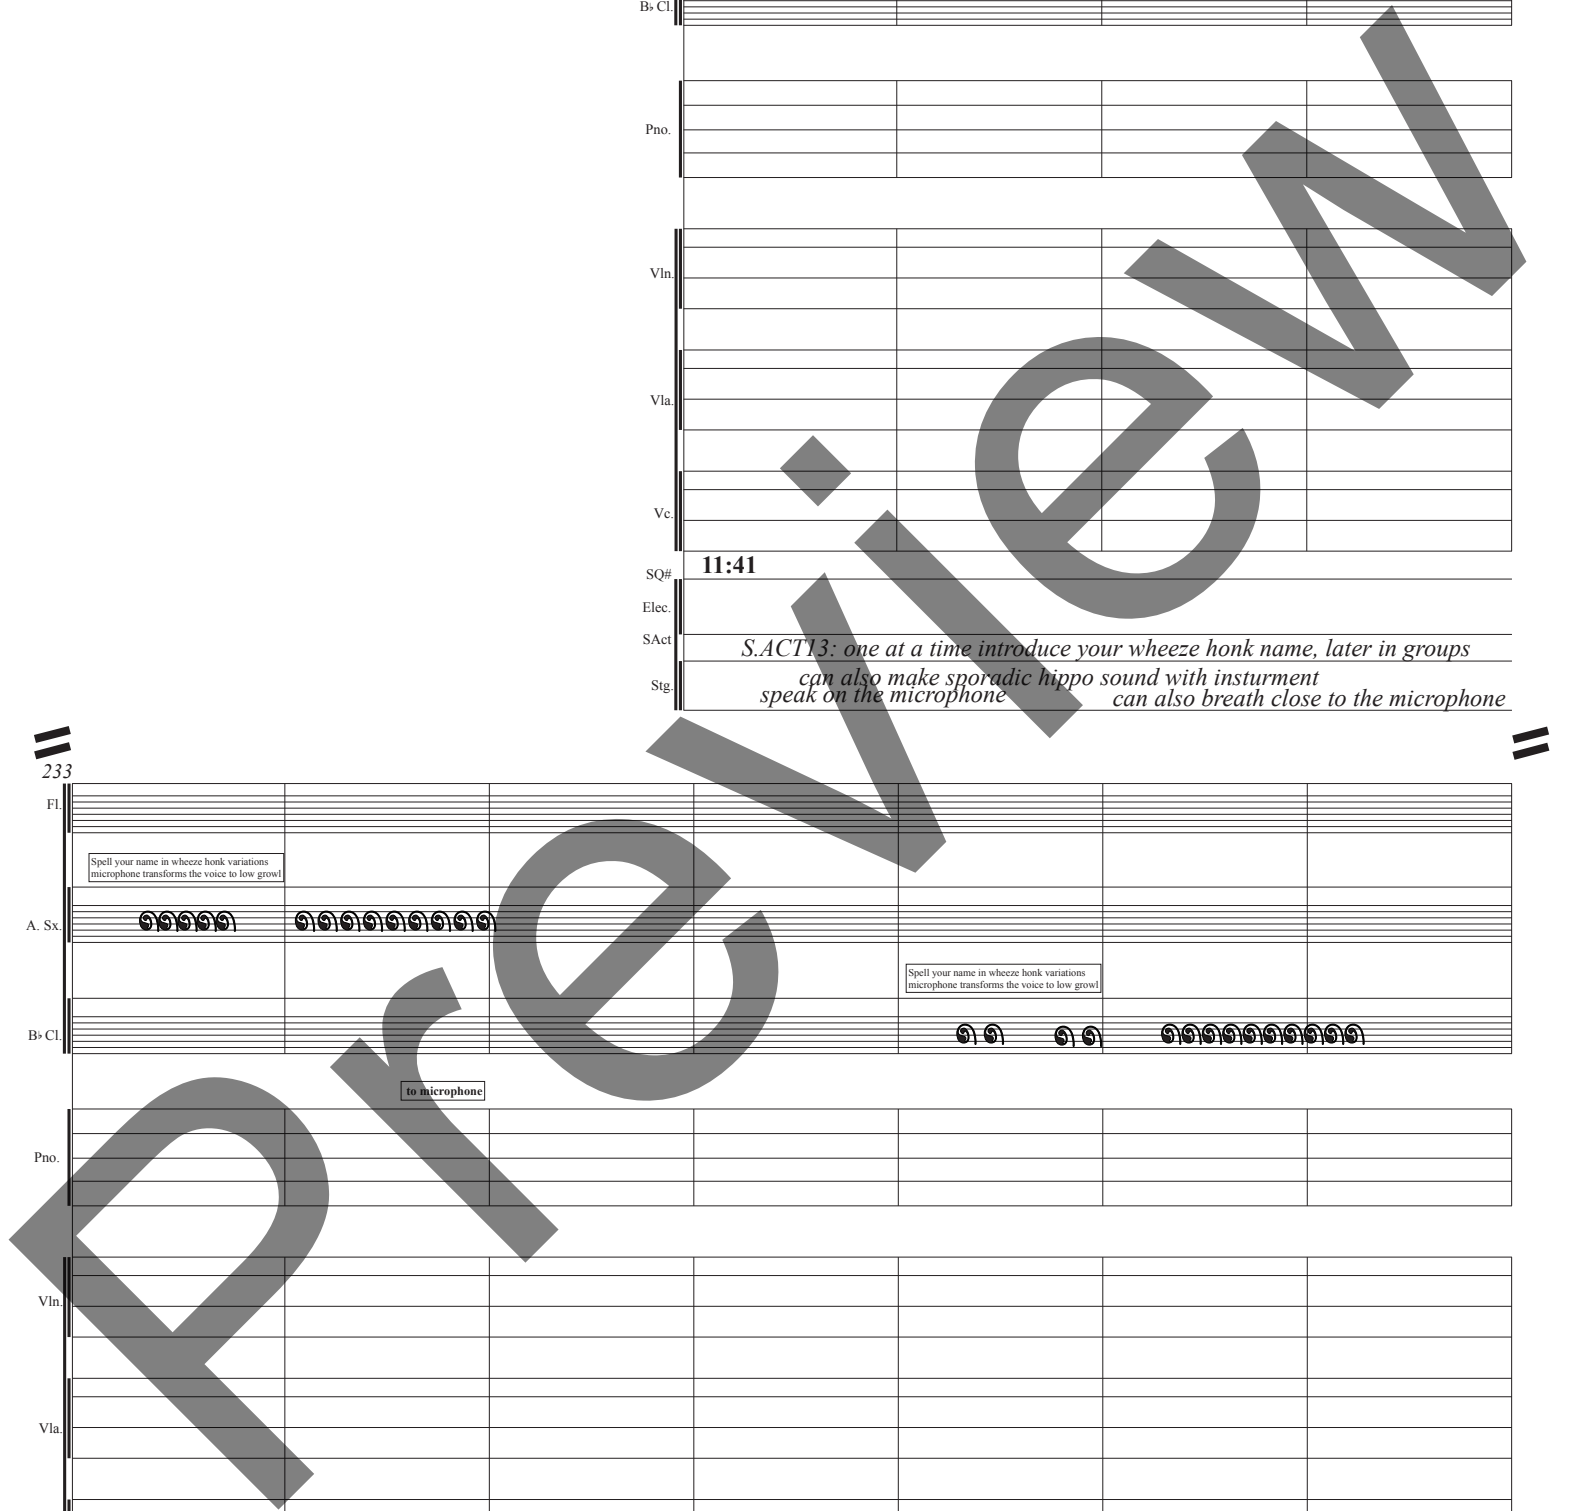 B♭ Cl.
Pno.
Vln.
Vla.
Vc.
SQ#
11:41
Elec.
SAct
S.ACT13: one at a time introduce your wheeze honk name, later in groups
Stg.
can also make sporadic hippo sound with insturment
speak on the microphone
can also breath close to the microphone
233
Fl.
Spell your name in wheeze honk variations
microphone transforms the voice to low growl
A. Sx.
Spell your name in wheeze honk variations
microphone transforms the voice to low growl
B♭ Cl.
to microphone
Pno.
Vln.
Vla.
Preview